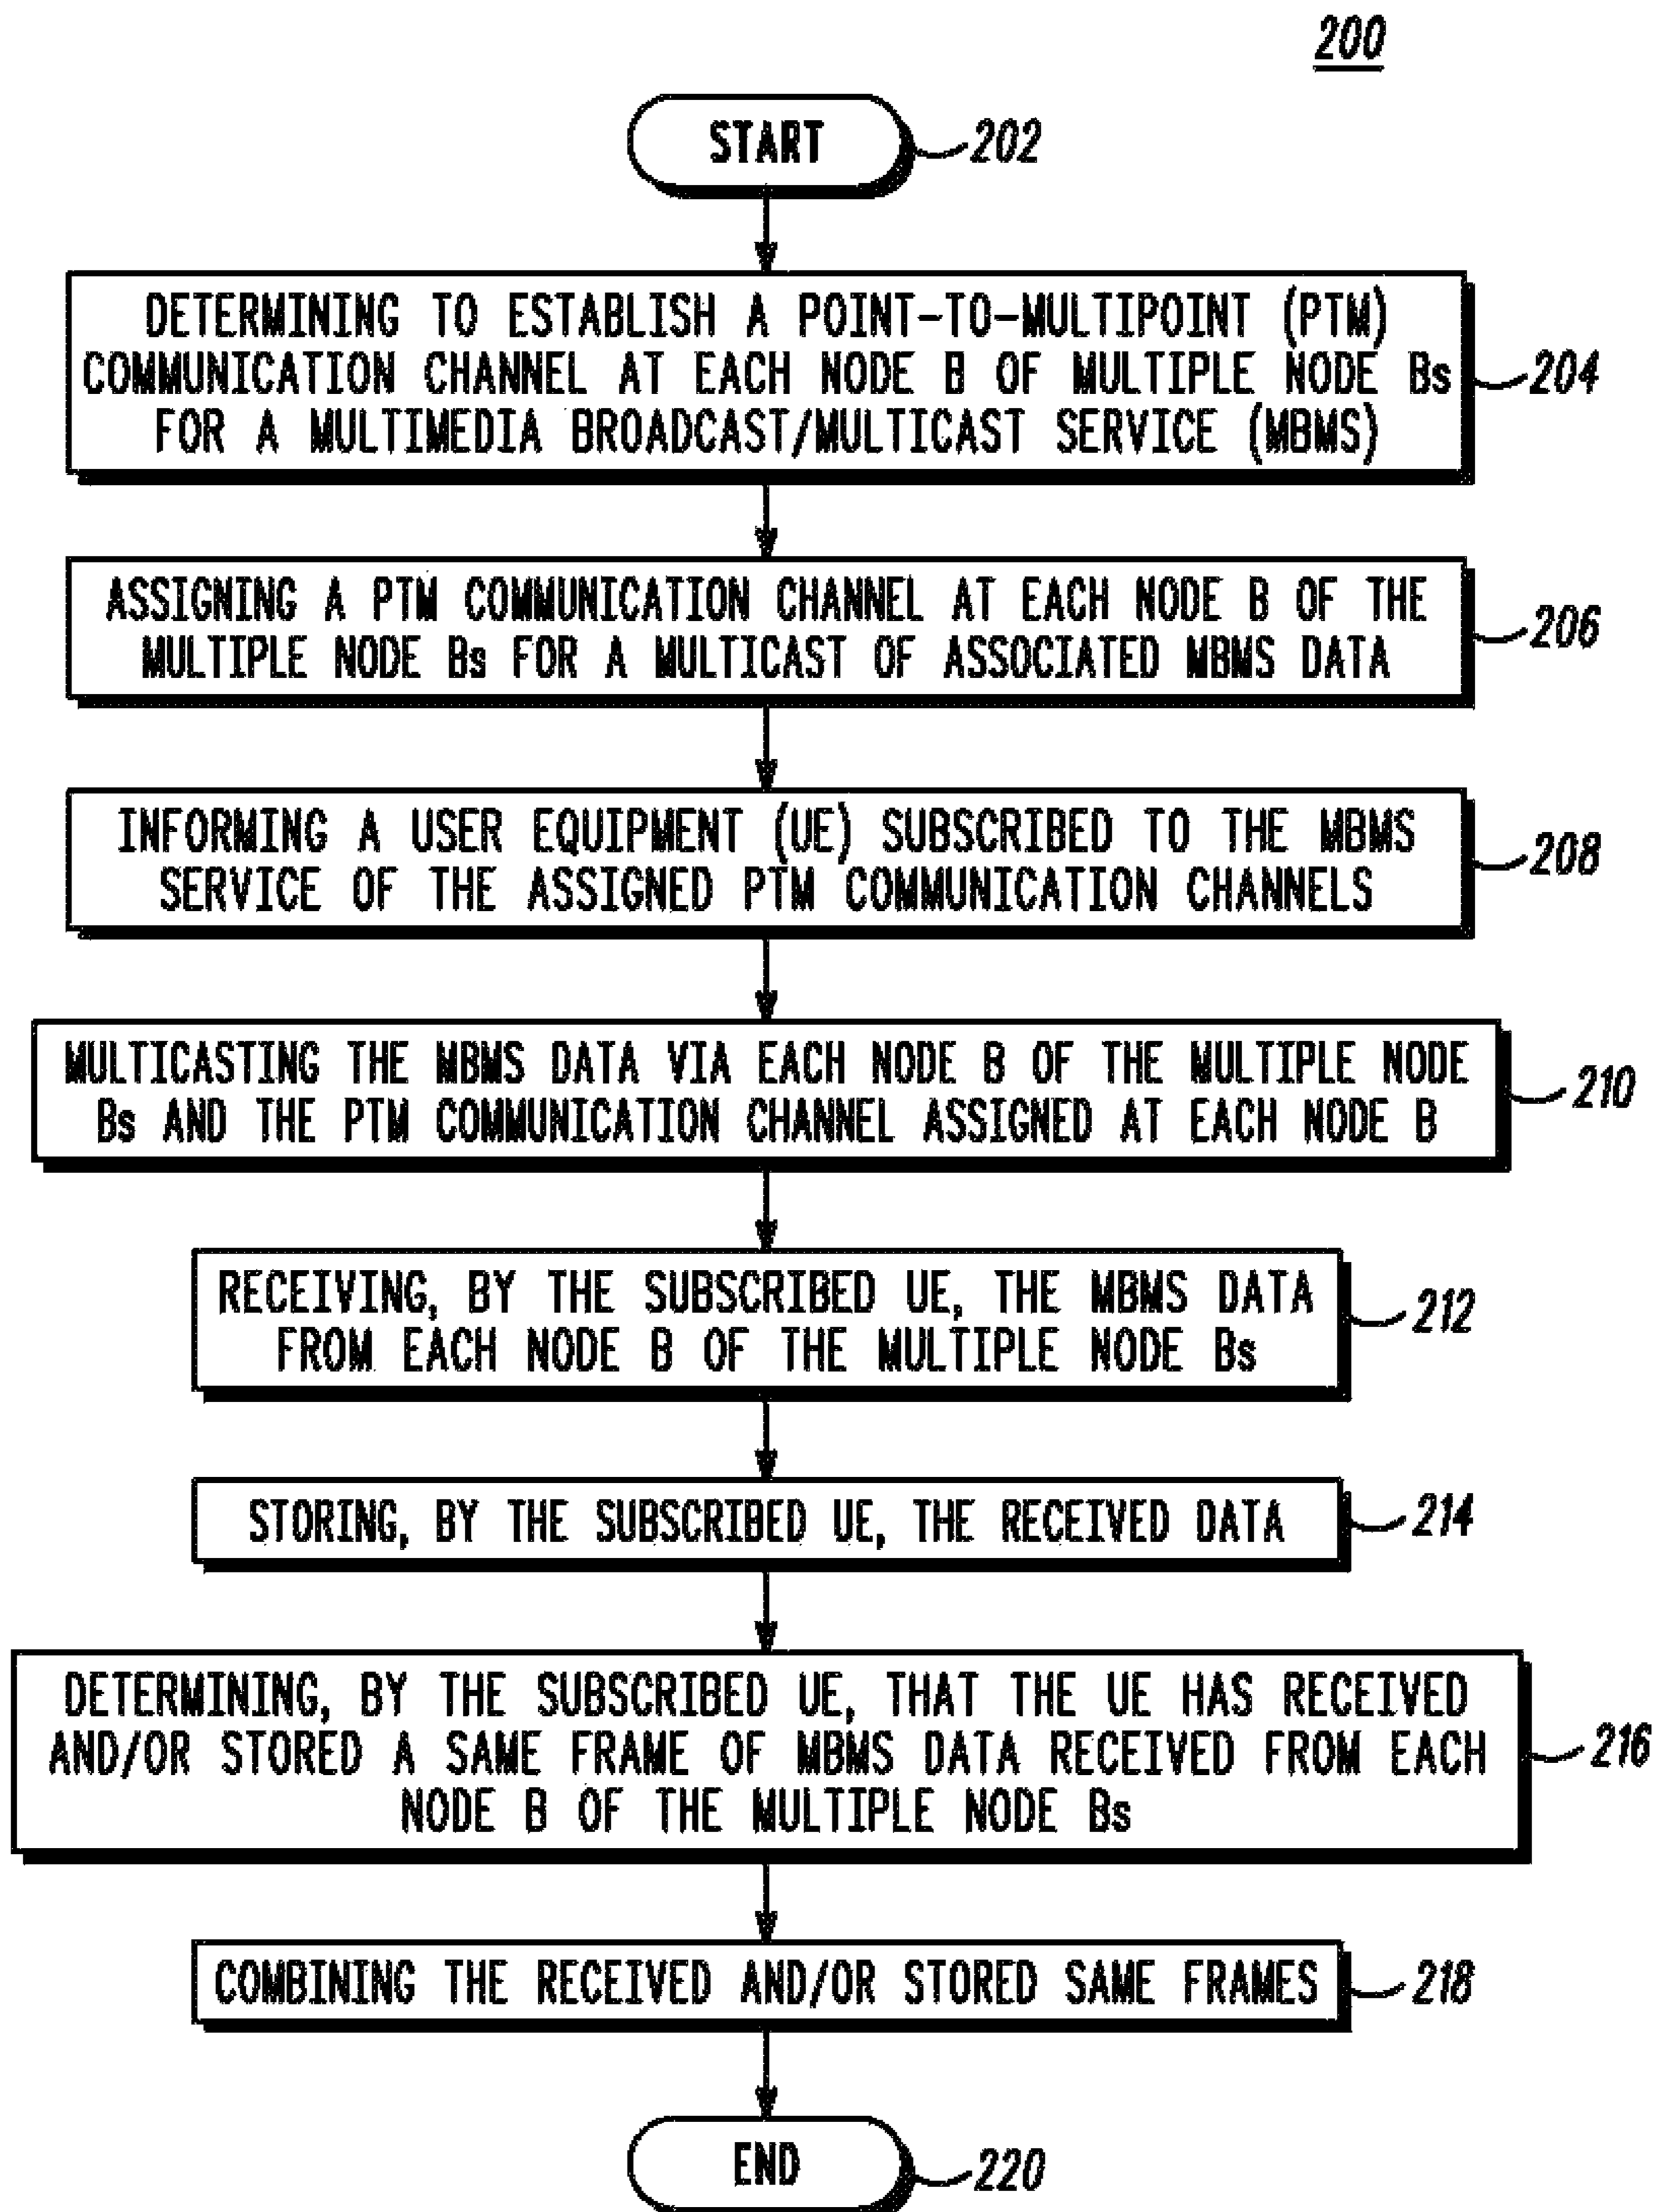 200
START
202
DETERMINING TO ESTABLISH A POINT-TO-MULTIPOINT (PTM)
COMMUNICATION CHANNEL AT EACH NODE B OF MULTIPLE NODE Bs
FOR A MULTIMEDIA BROADCAST/MULTICAST SERVICE (MBMS)
204
ASSIGNING A PTM COMMUNICATION CHANNEL AT EACH NODE B OF THE
MULTIPLE NODE Bs FOR A MULTICAST OF ASSOCIATED MBMS DATA
206
INFORMING A USER EQUIPMENT (UE) SUBSCRIBED TO THE MBMS
SERVICE OF THE ASSIGNED PTM COMMUNICATION CHANNELS
208
MULTICASTING THE MBMS DATA VIA EACH NODE B OF THE MULTIPLE NODE
Bs AND THE PTM COMMUNICATION CHANNEL ASSIGNED AT EACH NODE B
210
RECEIVING, BY THE SUBSCRIBED UE, THE MBMS DATA
FROM EACH NODE B OF THE MULTIPLE NODE Bs
212
STORING, BY THE SUBSCRIBED UE, THE RECEIVED DATA
214
DETERMINING, BY THE SUBSCRIBED UE, THAT THE UE HAS RECEIVED
AND/OR STORED A SAME FRAME OF MBMS DATA RECEIVED FROM EACH
NODE B OF THE MULTIPLE NODE Bs
216
COMBINING THE RECEIVED AND/OR STORED SAME FRAMES
218
END
220